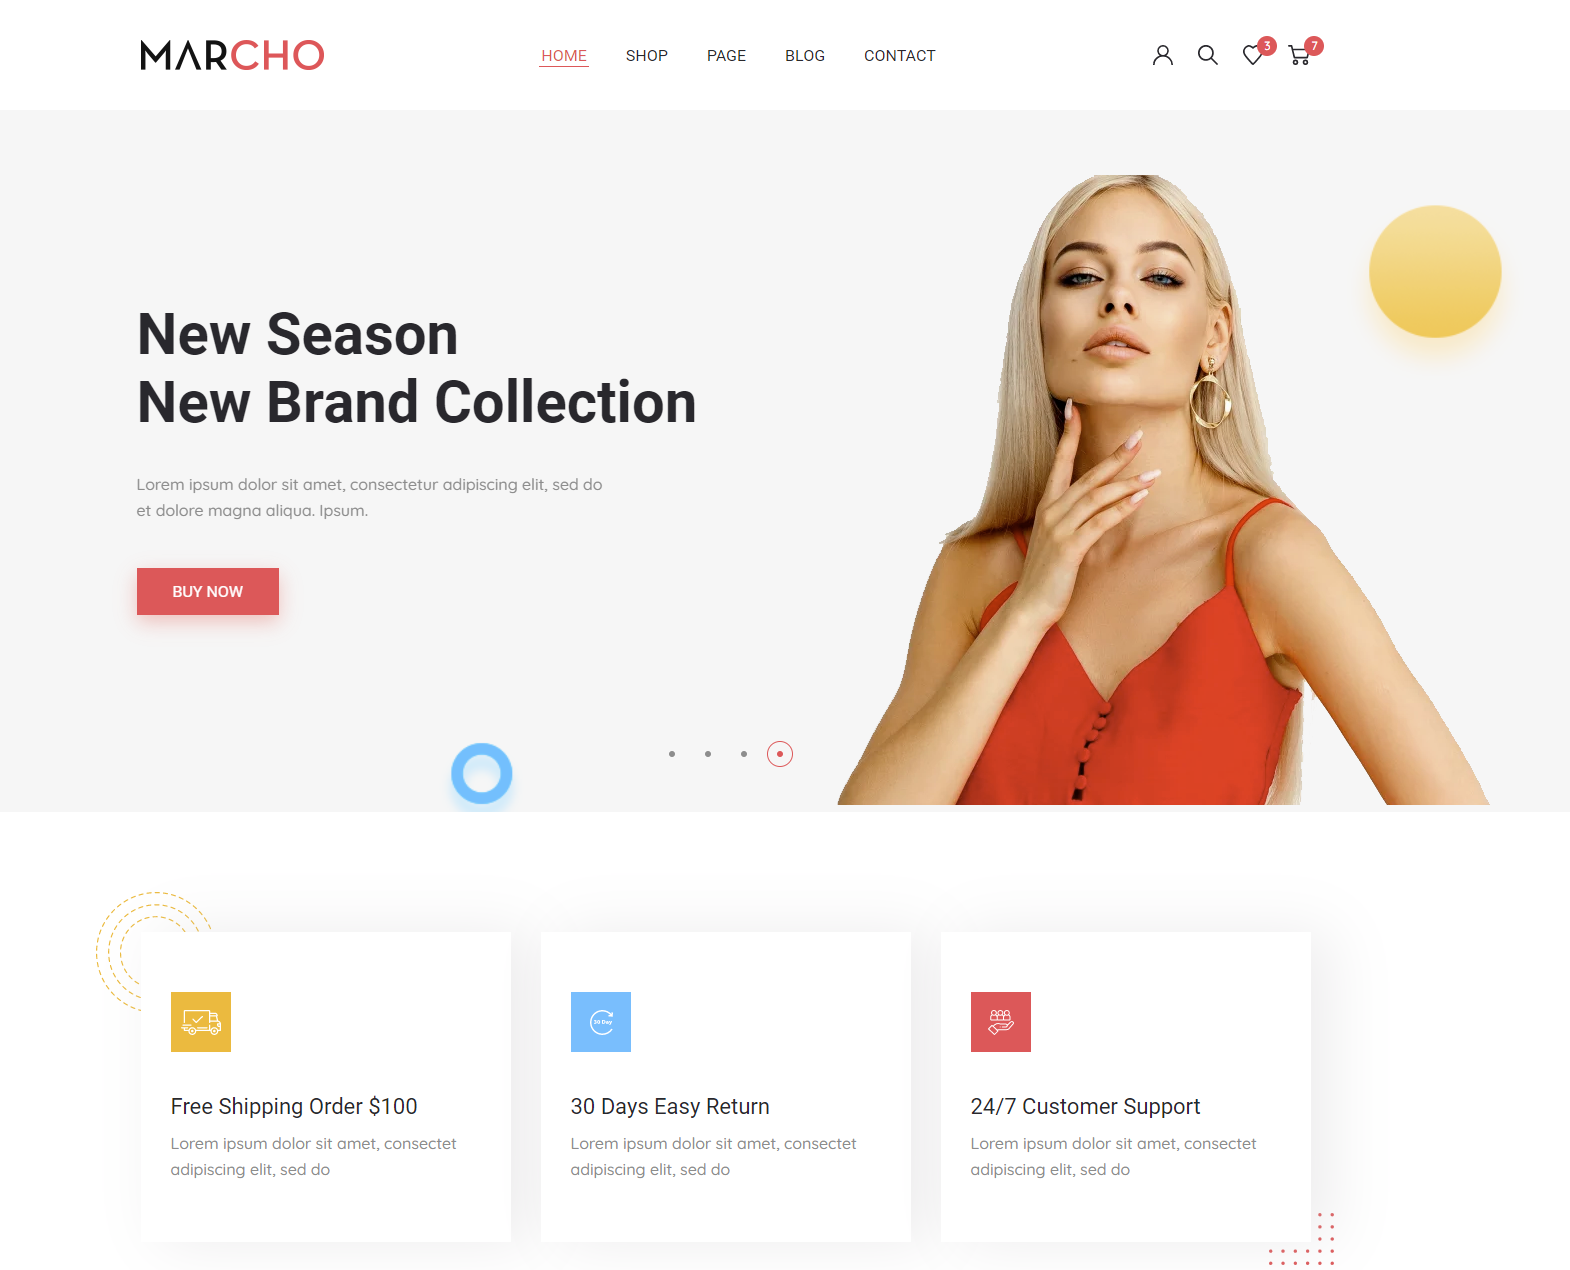 MARCHO
HOME SHOP PAGE BLOG CONTACT
3 7
New Season
New Brand Collection
Lorem ipsum dolor sit amet, consectetur adipiscing elit, sed do
et dolore magna aliqua. Ipsum.
BUY NOW
30 Day
Free Shipping Order $100
Lorem ipsum dolor sit amet, consectet
adipiscing elit, sed do
30 Days Easy Return
Lorem ipsum dolor sit amet, consectet
adipiscing elit, sed do
24/7 Customer Support
Lorem ipsum dolor sit amet, consectet
adipiscing elit, sed do